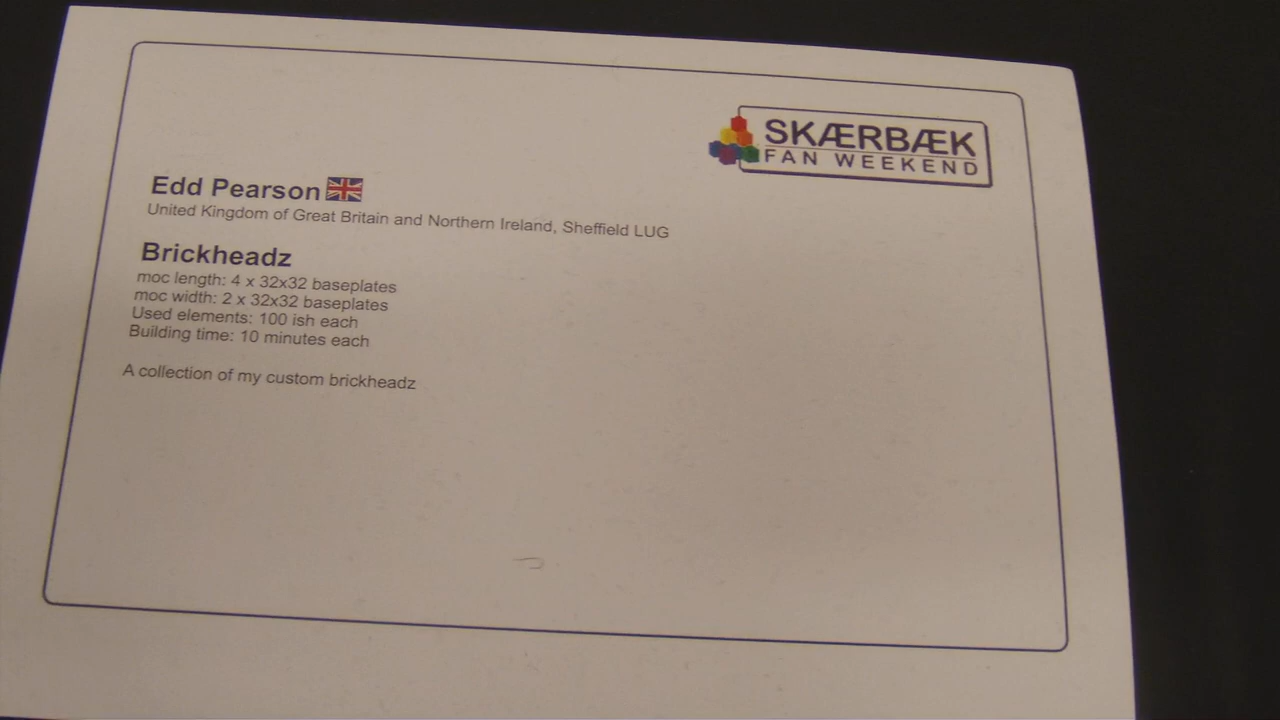 SKÆRBÆK
FAN WEEKEND
Edd Pearson
United Kingdom of Great Britain and Northern Ireland, Sheffield LUG
Brickheadz
moc length: 4 x 32x32 baseplates
moc width: 2 x 32x32 baseplates
Used elements: 100 ish each
Building time: 10 minutes each
A collection of my custom brickheadz